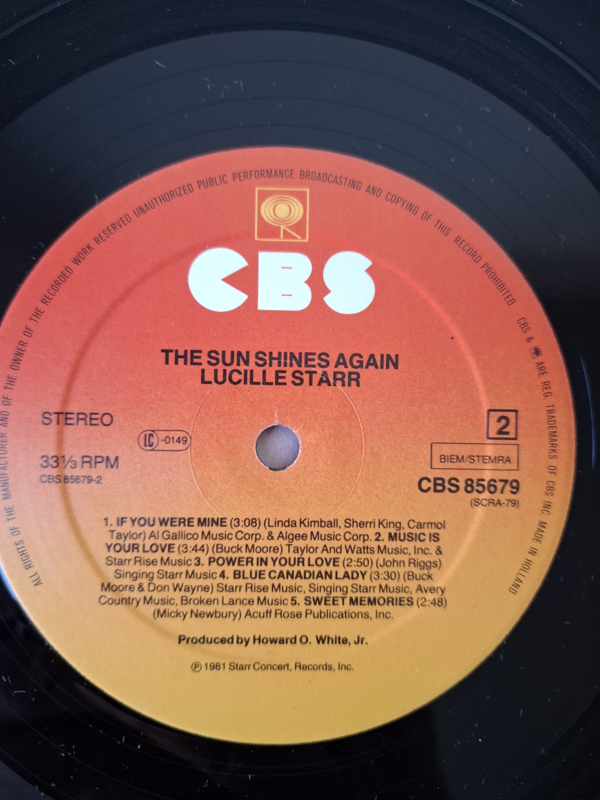 ALL RIGHTS OF THE MANUFACTURER AND OF THE OWNER OF THE RECORDED WORK RESERVED UNAUTHORIZED PUBLIC PERFORMANCE BROADCASTING AND COPYING OF THIS RECORD PROHIBITED
CBS & ARE REG. TRADEMARKS OF CBS INC. MADE IN HOLLAND
CBS
THE SUN SHINES AGAIN
LUCILLE STARR
STEREO
LC -0149
2
33⅓ RPM
BIEM/STEMRA
CBS 85679-2
CBS 85679
(SCRA-79)
1. IF YOU WERE MINE (3:08) (Linda Kimball, Sherri King, Carmol
Taylor) Al Gallico Music Corp. & Algee Music Corp. 2. MUSIC IS
YOUR LOVE (3:44) (Buck Moore) Taylor And Watts Music, Inc. &
Starr Rise Music 3. POWER IN YOUR LOVE (2:50) (John Riggs)
Singing Starr Music 4. BLUE CANADIAN LADY (3:30) (Buck
Moore & Don Wayne) Starr Rise Music, Singing Starr Music, Avery
Country Music, Broken Lance Music 5. SWEET MEMORIES (2:48)
(Micky Newbury) Acuff Rose Publications, Inc.
Produced by Howard O. White, Jr.
℗ 1981 Starr Concert, Records, Inc.